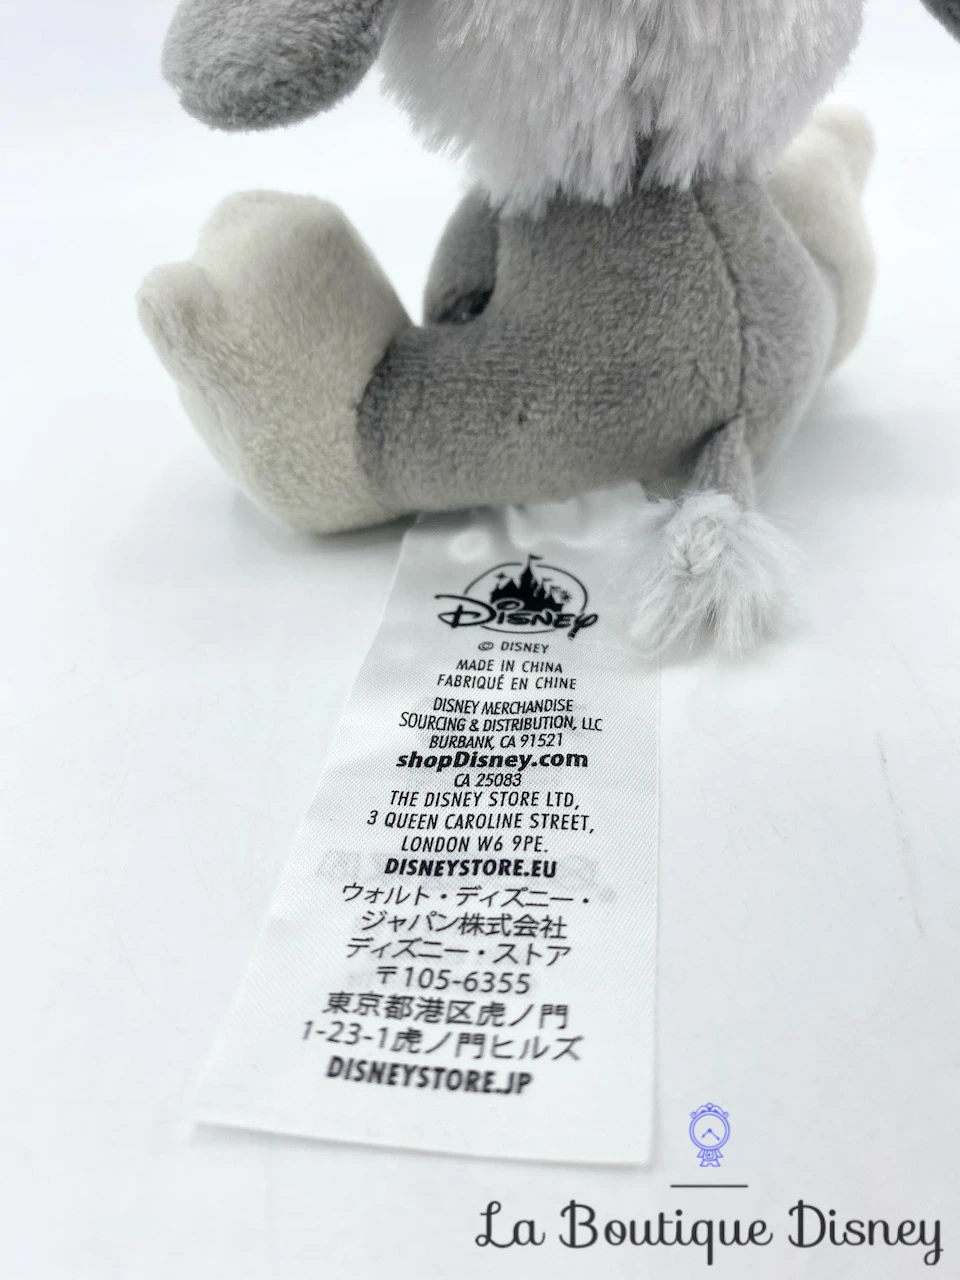 Disney
© DISNEY
MADE IN CHINA
FABRIQUÉ EN CHINE
DISNEY MERCHANDISE
SOURCING & DISTRIBUTION, LLC
BURBANK, CA 91521
shopDisney.com
CA 25083
THE DISNEY STORE LTD,
3 QUEEN CAROLINE STREET,
LONDON W6 9PE.
DISNEYSTORE.EU
ウォルト・ディズニー・
ジャパン株式会社
ディズニー・ストア
〒105-6355
東京都港区虎ノ門
1-23-1虎ノ門ヒルズ
DISNEYSTORE.JP
La Boutique Disney